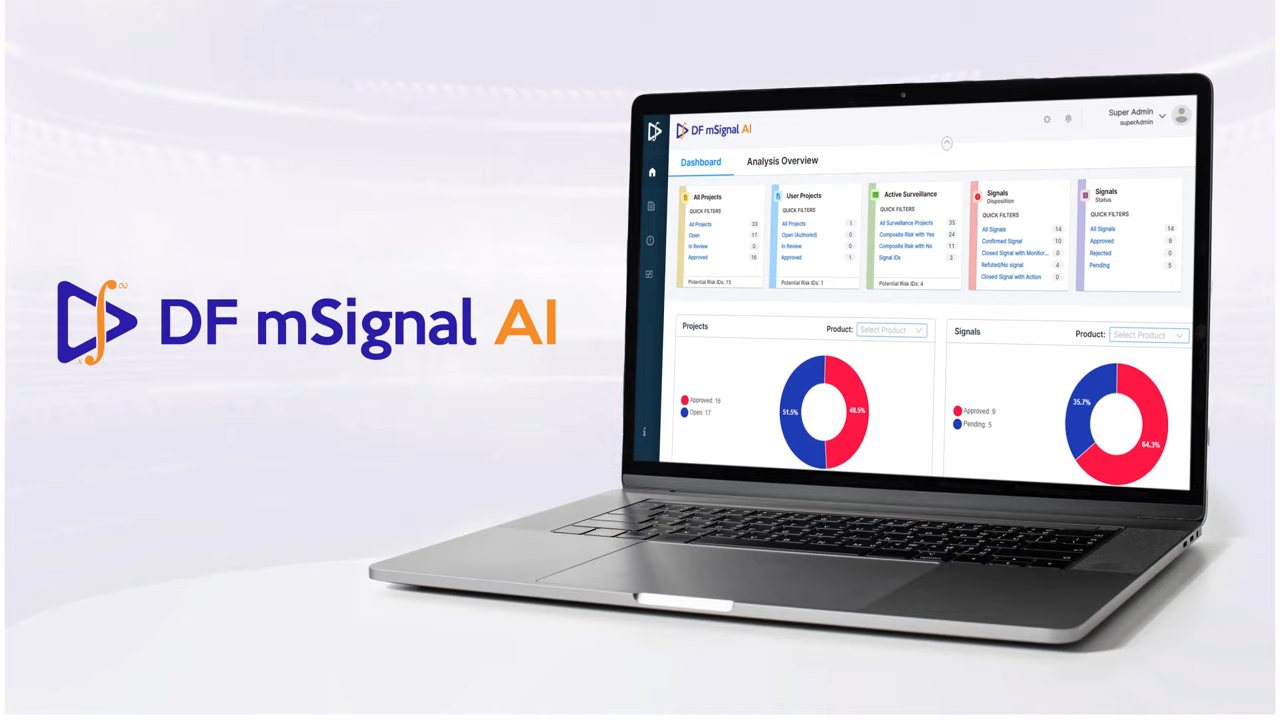 DF mSignal AI
DF mSignal AI
Super Admin
superAdmin
Dashboard
Analysis Overview
All Projects
QUICK FILTERS
All Projects 33
Open 17
In Review 0
Approved 16
Potential Risk IDs: 15
User Projects
QUICK FILTERS
All Projects 1
Open (Authored) 0
In Review 0
Approved 1
Potential Risk IDs: 1
Active Surveillance
QUICK FILTERS
All Surveillance Projects 35
Composite Risk with Yes 24
Composite Risk with No 11
Signal IDs 3
Potential Risk IDs: 4
Signals
Disposition
QUICK FILTERS
All Signals 14
Confirmed Signal 10
Closed Signal with Monitor... 0
Refuted/No signal 4
Closed Signal with Action 0
Signals
Status
QUICK FILTERS
All Signals 14
Approved 9
Rejected 0
Pending 5
Projects
Product: Select Product
Approved: 16
Open: 17
51.5%
48.5%
Signals
Product: Select Product
Approved: 9
Pending: 5
35.7%
64.3%